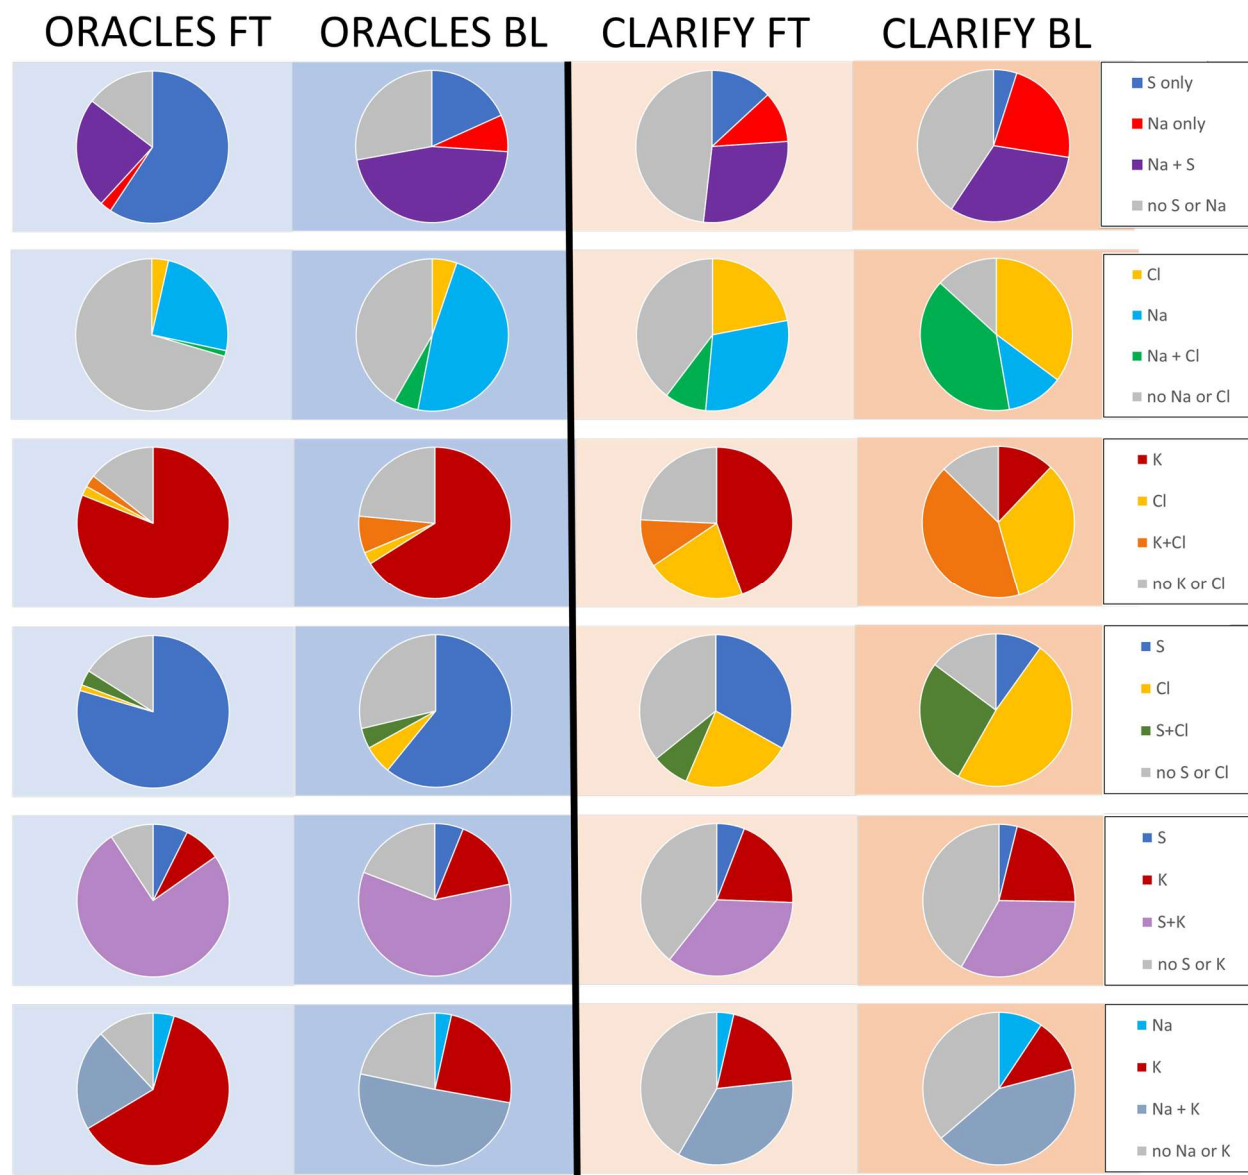 ORACLES FT ORACLES BL CLARIFY FT CLARIFY BL
S only
Na only
Na + S
no S or Na
Cl
Na
Na + Cl
no Na or Cl
K
Cl
K+Cl
no K or Cl
S
Cl
S+Cl
no S or Cl
S
K
S+K
no S or K
Na
K
Na + K
no Na or K